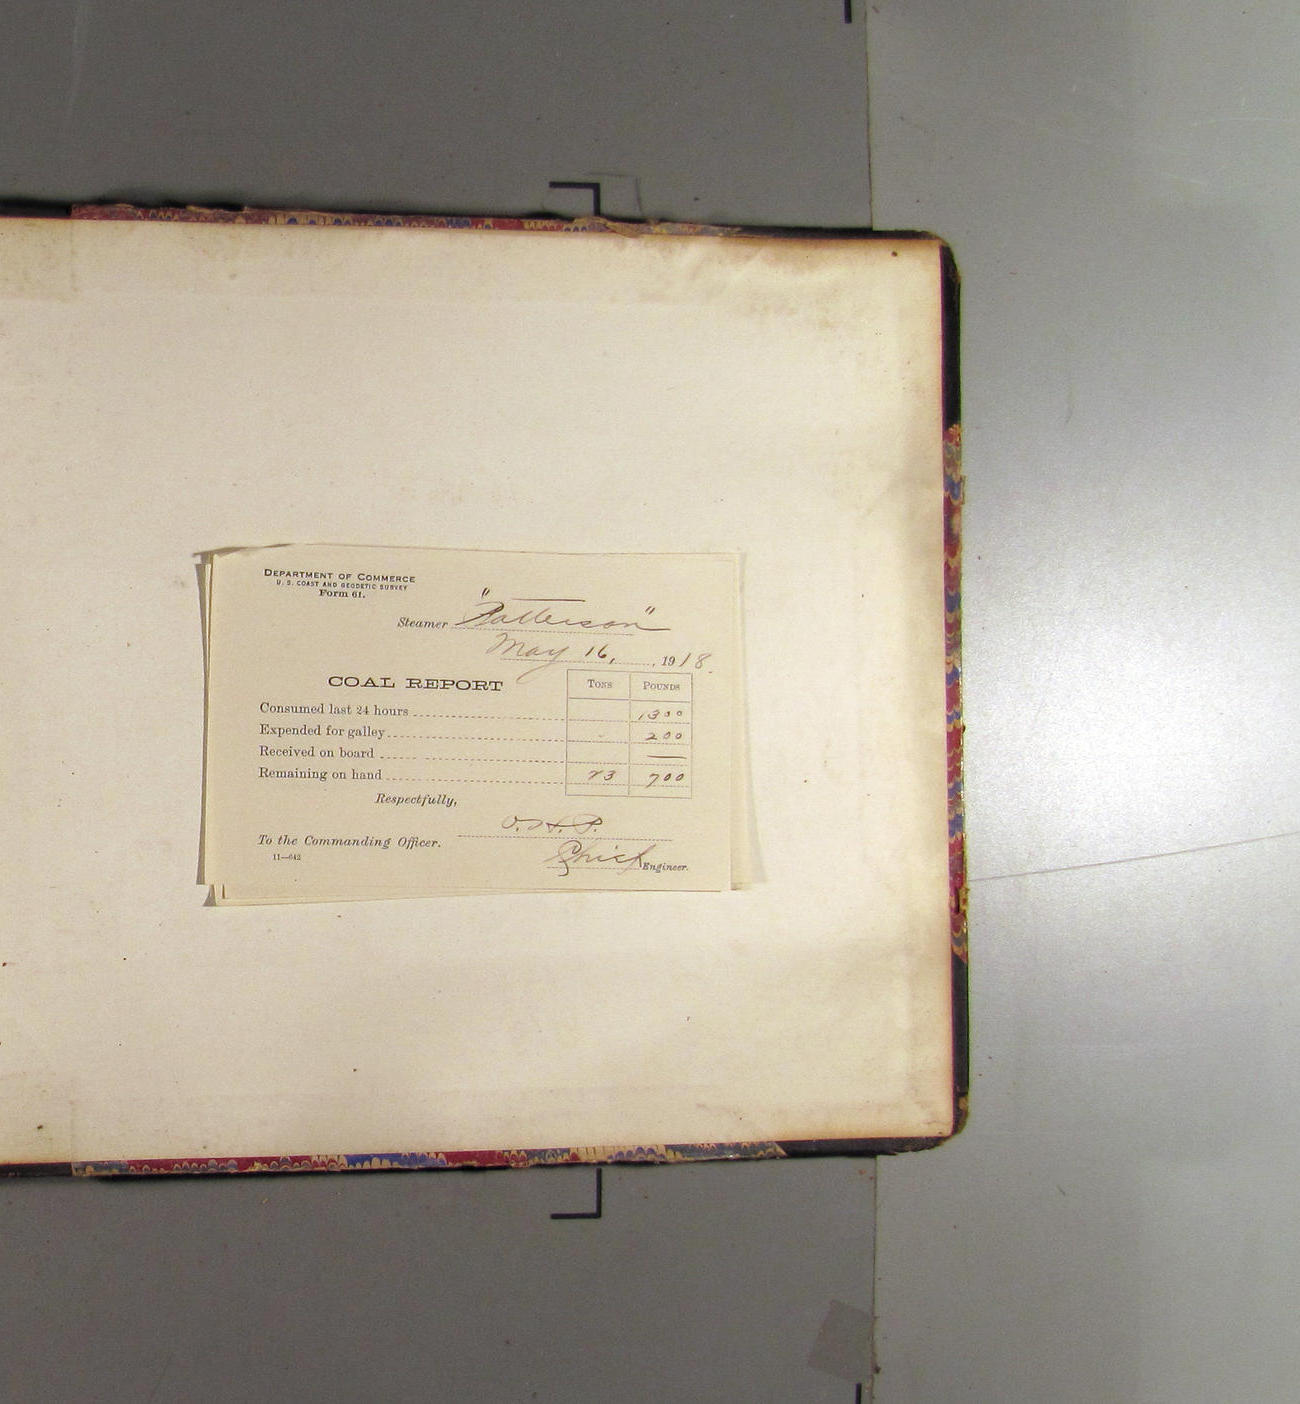 DEPARTMENT OF COMMERCE
U. S. COAST AND GEODETIC SURVEY
Form 61.
Steamer "Patterson"
May 16, 1918.
COAL REPORT
TONS POUNDS
Consumed last 24 hours 1300
Expended for galley - 200
Received on board —
Remaining on hand 73 700
Respectfully,
O. H. P.
To the Commanding Officer.
Chief Engineer.
11—642